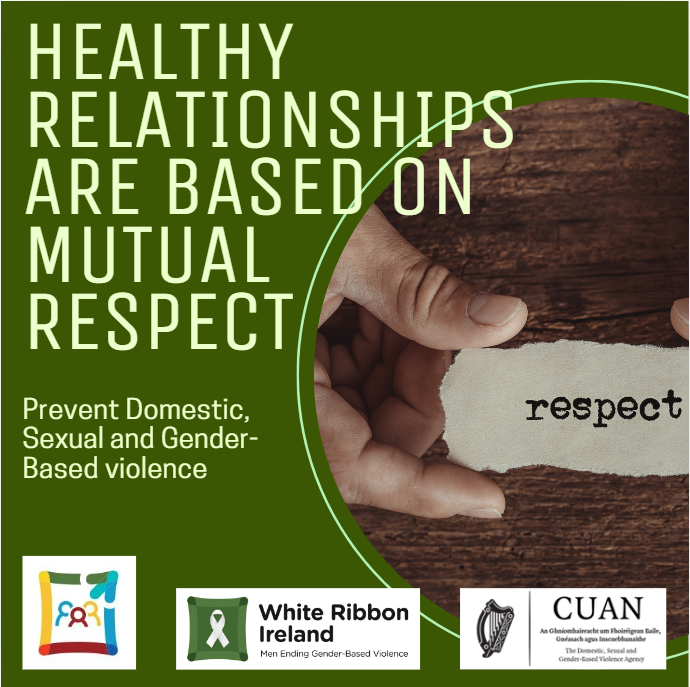 HEALTHY
RELATIONSHIPS
ARE BASED ON
MUTUAL
RESPECT
respect
Prevent Domestic,
Sexual and Gender-
Based violence
White Ribbon
Ireland
Men Ending Gender-Based Violence
CUAN
An Ghníomhaireacht um Fhoiréigean Baile,
Gnéasach agus Inscnebhunaithe
The Domestic, Sexual and
Gender-Based Violence Agency